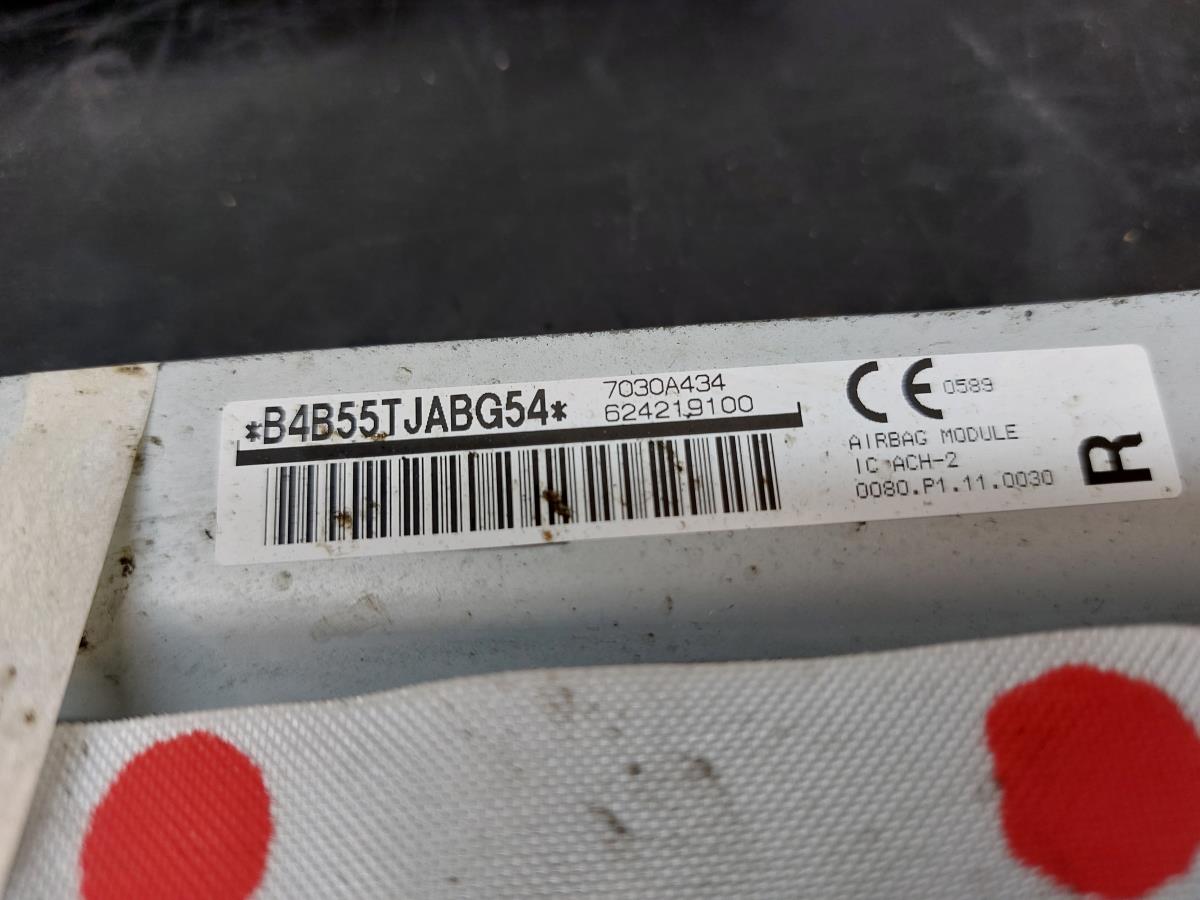 *B4B55TJABG54*
7030A434
624219100
CE 0589
AIRBAG MODULE
IC ACH-2
0080.P1.11.0030
R